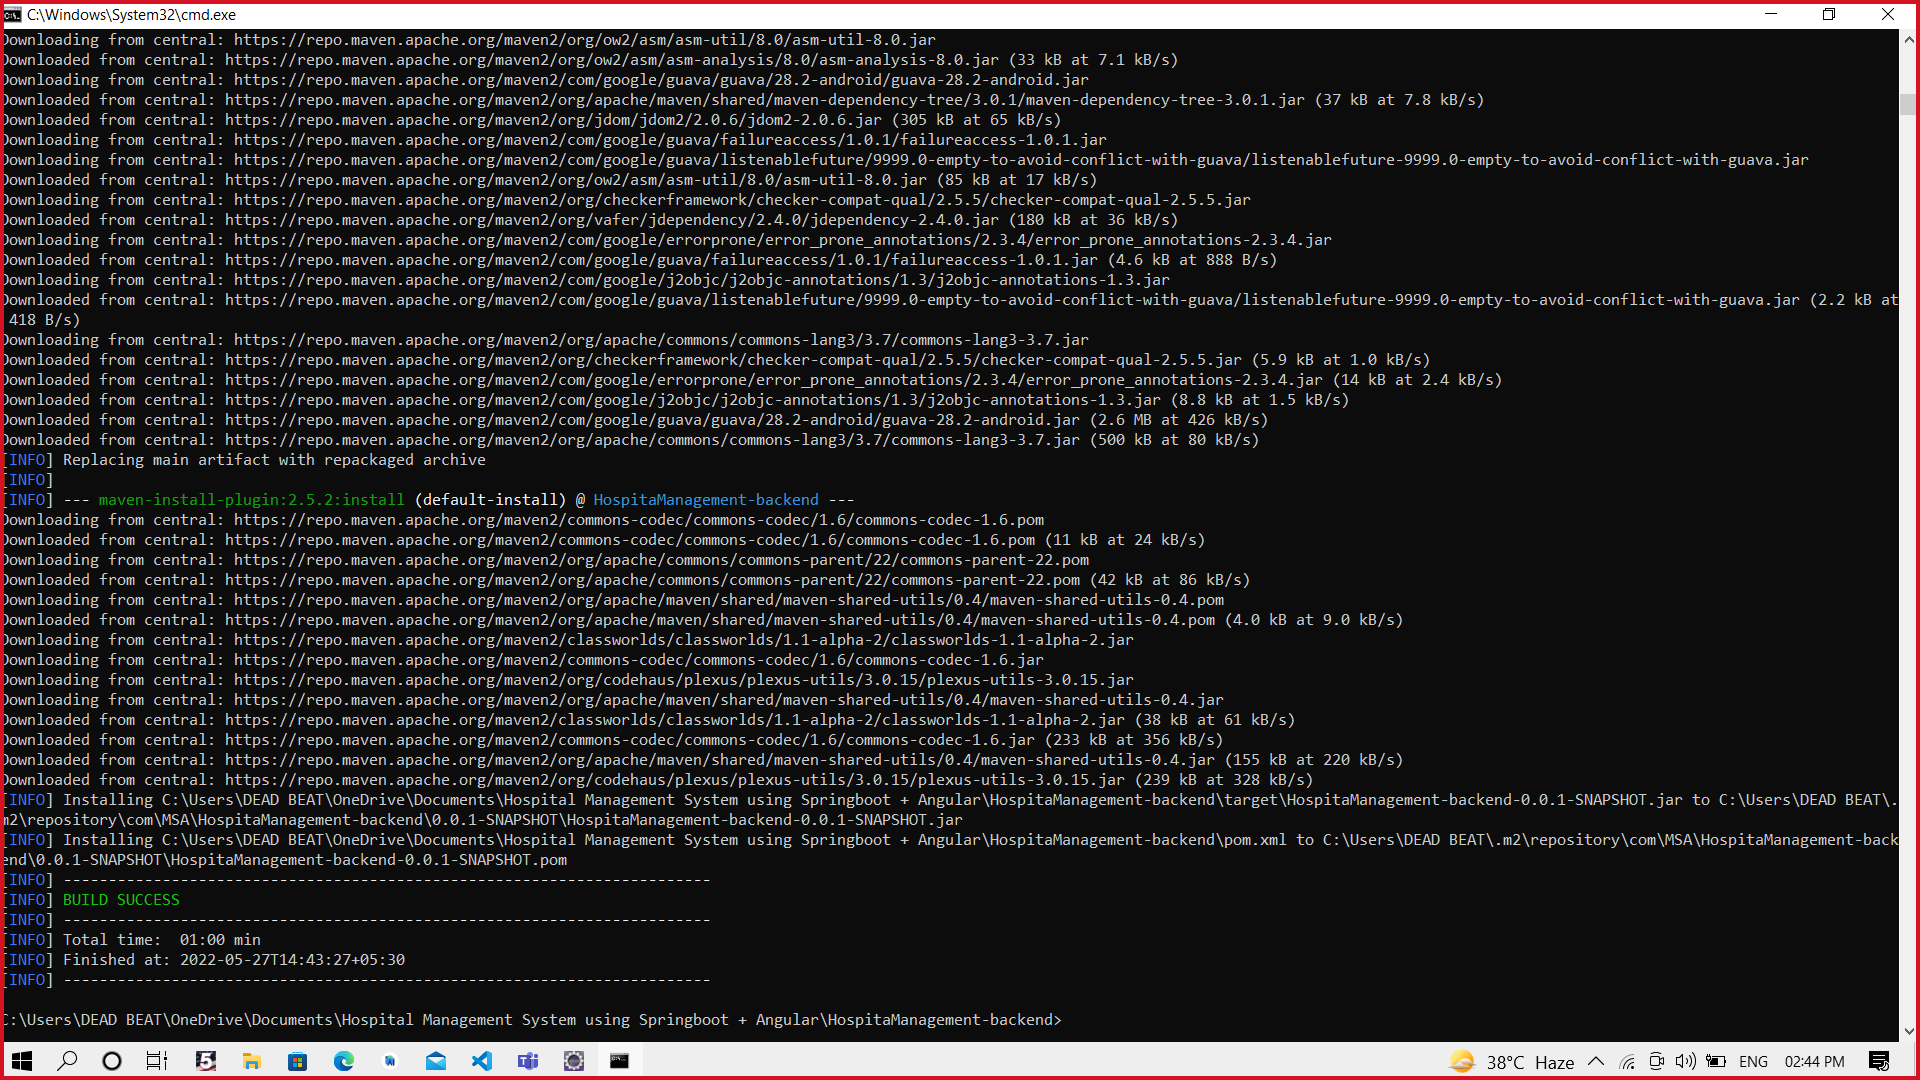 C:\Windows\System32\cmd.exe
Downloading from central: https://repo.maven.apache.org/maven2/org/ow2/asm/asm-util/8.0/asm-util-8.0.jar
Downloaded from central: https://repo.maven.apache.org/maven2/org/ow2/asm/asm-analysis/8.0/asm-analysis-8.0.jar (33 kB at 7.1 kB/s)
Downloading from central: https://repo.maven.apache.org/maven2/com/google/guava/guava/28.2-android/guava-28.2-android.jar
Downloaded from central: https://repo.maven.apache.org/maven2/org/apache/maven/shared/maven-dependency-tree/3.0.1/maven-dependency-tree-3.0.1.jar (37 kB at 7.8 kB/s)
Downloaded from central: https://repo.maven.apache.org/maven2/org/jdom/jdom2/2.0.6/jdom2-2.0.6.jar (305 kB at 65 kB/s)
Downloading from central: https://repo.maven.apache.org/maven2/com/google/guava/failureaccess/1.0.1/failureaccess-1.0.1.jar
Downloading from central: https://repo.maven.apache.org/maven2/com/google/guava/listenablefuture/9999.0-empty-to-avoid-conflict-with-guava/listenablefuture-9999.0-empty-to-avoid-conflict-with-guava.jar
Downloaded from central: https://repo.maven.apache.org/maven2/org/ow2/asm/asm-util/8.0/asm-util-8.0.jar (85 kB at 17 kB/s)
Downloading from central: https://repo.maven.apache.org/maven2/org/checkerframework/checker-compat-qual/2.5.5/checker-compat-qual-2.5.5.jar
Downloaded from central: https://repo.maven.apache.org/maven2/org/vafer/jdependency/2.4.0/jdependency-2.4.0.jar (180 kB at 36 kB/s)
Downloading from central: https://repo.maven.apache.org/maven2/com/google/errorprone/error_prone_annotations/2.3.4/error_prone_annotations-2.3.4.jar
Downloaded from central: https://repo.maven.apache.org/maven2/com/google/guava/failureaccess/1.0.1/failureaccess-1.0.1.jar (4.6 kB at 888 B/s)
Downloading from central: https://repo.maven.apache.org/maven2/com/google/j2objc/j2objc-annotations/1.3/j2objc-annotations-1.3.jar
Downloaded from central: https://repo.maven.apache.org/maven2/com/google/guava/listenablefuture/9999.0-empty-to-avoid-conflict-with-guava/listenablefuture-9999.0-empty-to-avoid-conflict-with-guava.jar (2.2 kB at
418 B/s)
Downloading from central: https://repo.maven.apache.org/maven2/org/apache/commons/commons-lang3/3.7/commons-lang3-3.7.jar
Downloaded from central: https://repo.maven.apache.org/maven2/org/checkerframework/checker-compat-qual/2.5.5/checker-compat-qual-2.5.5.jar (5.9 kB at 1.0 kB/s)
Downloaded from central: https://repo.maven.apache.org/maven2/com/google/errorprone/error_prone_annotations/2.3.4/error_prone_annotations-2.3.4.jar (14 kB at 2.4 kB/s)
Downloaded from central: https://repo.maven.apache.org/maven2/com/google/j2objc/j2objc-annotations/1.3/j2objc-annotations-1.3.jar (8.8 kB at 1.5 kB/s)
Downloaded from central: https://repo.maven.apache.org/maven2/com/google/guava/guava/28.2-android/guava-28.2-android.jar (2.6 MB at 426 kB/s)
Downloaded from central: https://repo.maven.apache.org/maven2/org/apache/commons/commons-lang3/3.7/commons-lang3-3.7.jar (500 kB at 80 kB/s)
[INFO] Replacing main artifact with repackaged archive
[INFO]
[INFO] --- maven-install-plugin:2.5.2:install (default-install) @ HospitaManagement-backend ---
Downloading from central: https://repo.maven.apache.org/maven2/commons-codec/commons-codec/1.6/commons-codec-1.6.pom
Downloaded from central: https://repo.maven.apache.org/maven2/commons-codec/commons-codec/1.6/commons-codec-1.6.pom (11 kB at 24 kB/s)
Downloading from central: https://repo.maven.apache.org/maven2/org/apache/commons/commons-parent/22/commons-parent-22.pom
Downloaded from central: https://repo.maven.apache.org/maven2/org/apache/commons/commons-parent/22/commons-parent-22.pom (42 kB at 86 kB/s)
Downloading from central: https://repo.maven.apache.org/maven2/org/apache/maven/shared/maven-shared-utils/0.4/maven-shared-utils-0.4.pom
Downloaded from central: https://repo.maven.apache.org/maven2/org/apache/maven/shared/maven-shared-utils/0.4/maven-shared-utils-0.4.pom (4.0 kB at 9.0 kB/s)
Downloading from central: https://repo.maven.apache.org/maven2/classworlds/classworlds/1.1-alpha-2/classworlds-1.1-alpha-2.jar
Downloading from central: https://repo.maven.apache.org/maven2/commons-codec/commons-codec/1.6/commons-codec-1.6.jar
Downloading from central: https://repo.maven.apache.org/maven2/org/codehaus/plexus/plexus-utils/3.0.15/plexus-utils-3.0.15.jar
Downloading from central: https://repo.maven.apache.org/maven2/org/apache/maven/shared/maven-shared-utils/0.4/maven-shared-utils-0.4.jar
Downloaded from central: https://repo.maven.apache.org/maven2/classworlds/classworlds/1.1-alpha-2/classworlds-1.1-alpha-2.jar (38 kB at 61 kB/s)
Downloaded from central: https://repo.maven.apache.org/maven2/commons-codec/commons-codec/1.6/commons-codec-1.6.jar (233 kB at 356 kB/s)
Downloaded from central: https://repo.maven.apache.org/maven2/org/apache/maven/shared/maven-shared-utils/0.4/maven-shared-utils-0.4.jar (155 kB at 220 kB/s)
Downloaded from central: https://repo.maven.apache.org/maven2/org/codehaus/plexus/plexus-utils/3.0.15/plexus-utils-3.0.15.jar (239 kB at 328 kB/s)
[INFO] Installing C:\Users\DEAD BEAT\OneDrive\Documents\Hospital Management System using Springboot + Angular\HospitaManagement-backend\target\HospitaManagement-backend-0.0.1-SNAPSHOT.jar to C:\Users\DEAD BEAT\.
m2\repository\com\MSA\HospitaManagement-backend\0.0.1-SNAPSHOT\HospitaManagement-backend-0.0.1-SNAPSHOT.jar
[INFO] Installing C:\Users\DEAD BEAT\OneDrive\Documents\Hospital Management System using Springboot + Angular\HospitaManagement-backend\pom.xml to C:\Users\DEAD BEAT\.m2\repository\com\MSA\HospitaManagement-back
end\0.0.1-SNAPSHOT\HospitaManagement-backend-0.0.1-SNAPSHOT.pom
[INFO] ------------------------------------------------------------------------
[INFO] BUILD SUCCESS
[INFO] ------------------------------------------------------------------------
[INFO] Total time:  01:00 min
[INFO] Finished at: 2022-05-27T14:43:27+05:30
[INFO] ------------------------------------------------------------------------
C:\Users\DEAD BEAT\OneDrive\Documents\Hospital Management System using Springboot + Angular\HospitaManagement-backend>
38°C Haze ENG 02:44 PM